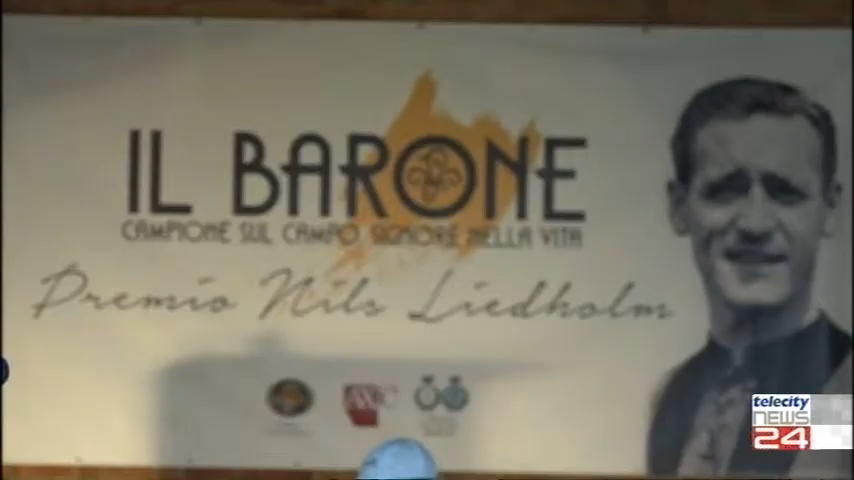 IL BARONE
CAMPIONE SUL CAMPO SIGNORE NELLA VITA
Premio Nils Liedholm
telecity
NEWS
24